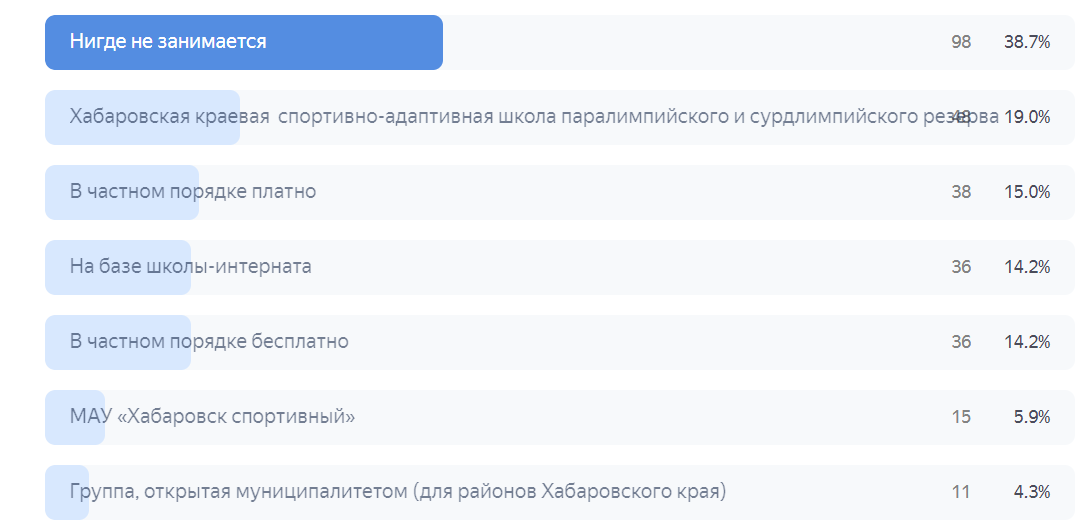 Нигде не занимается 98 38.7%
Хабаровская краевая спортивно-адаптивная школа паралимпийского и сурдлимпийского резерва 48 19.0%
В частном порядке платно 38 15.0%
На базе школы-интерната 36 14.2%
В частном порядке бесплатно 36 14.2%
МАУ «Хабаровск спортивный» 15 5.9%
Группа, открытая муниципалитетом (для районов Хабаровского края) 11 4.3%